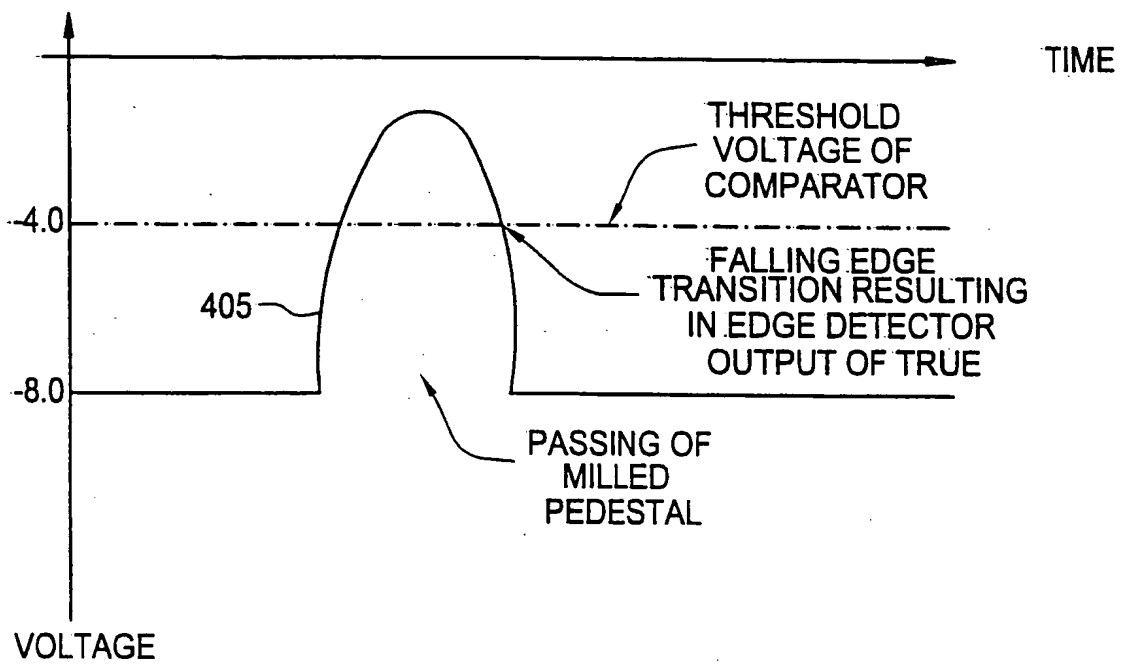 TIME
THRESHOLD
VOLTAGE OF
COMPARATOR
-4.0
FALLING EDGE
TRANSITION RESULTING
IN EDGE DETECTOR
OUTPUT OF TRUE
405
-8.0
PASSING OF
MILLED
PEDESTAL
VOLTAGE